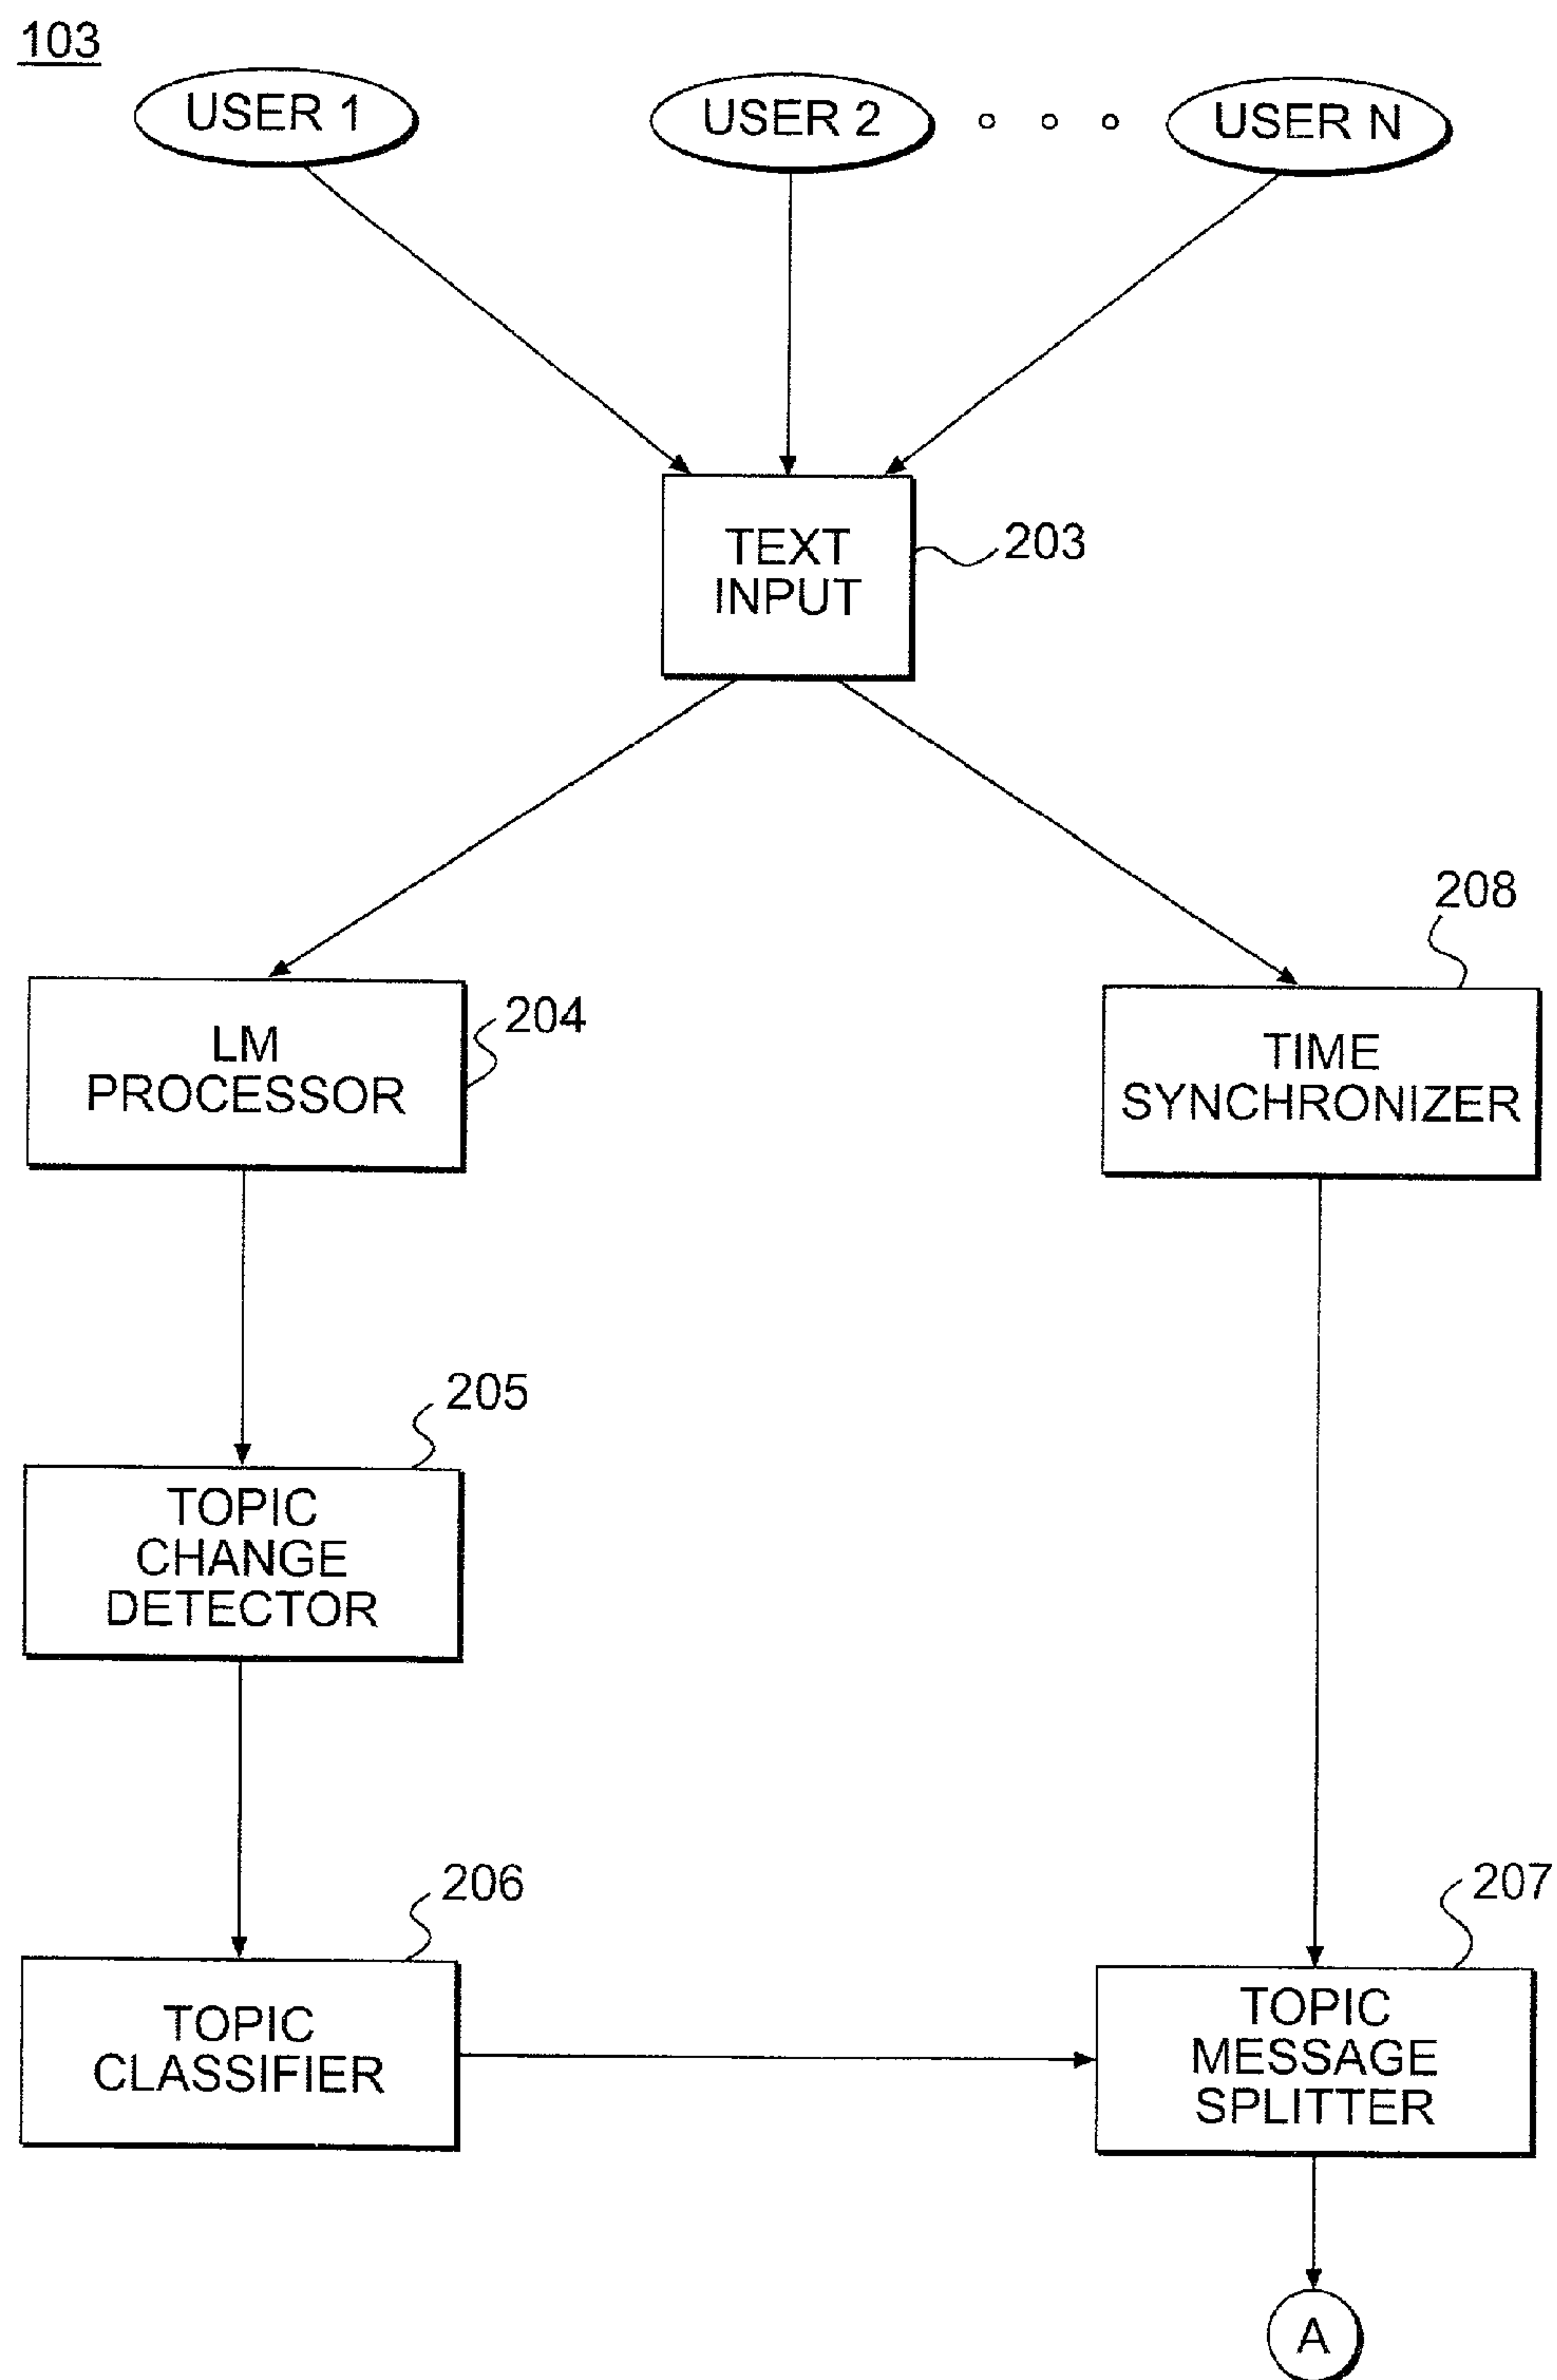 103
USER 1
USER 2
USER N
TEXT
INPUT
203
208
LM
PROCESSOR
204
TIME
SYNCHRONIZER
205
TOPIC
CHANGE
DETECTOR
206
207
TOPIC
CLASSIFIER
TOPIC
MESSAGE
SPLITTER
A